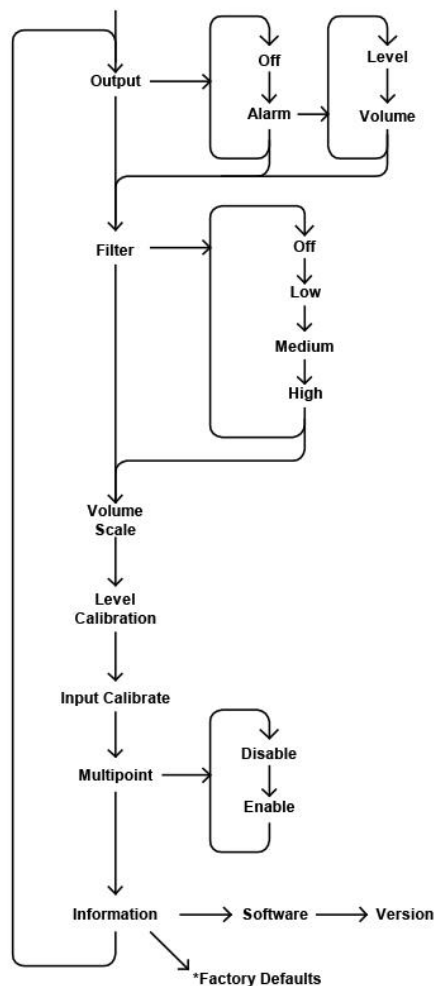 Output
Off
Alarm
Level
Volume
Filter
Off
Low
Medium
High
Volume
Scale
Level
Calibration
Input Calibrate
Multipoint
Disable
Enable
Information
Software
Version
*Factory Defaults